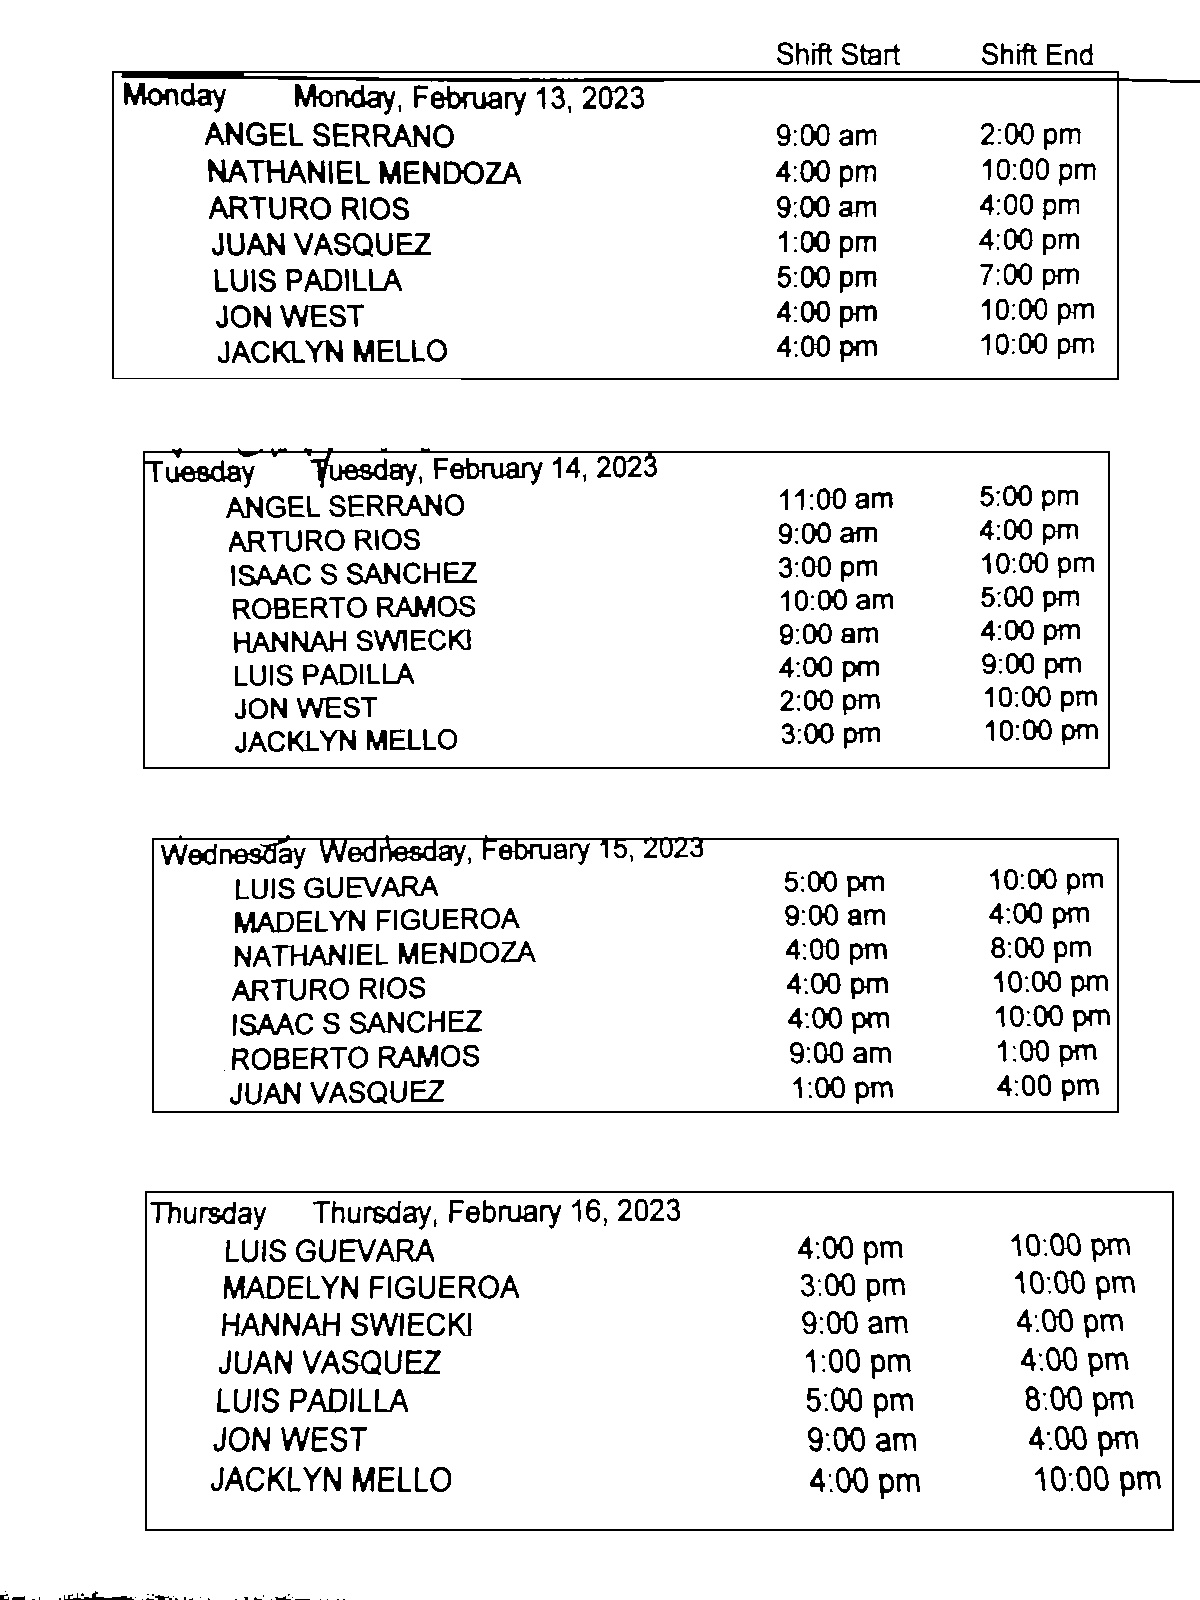 Shift Start Shift End
Monday Monday, February 13, 2023
ANGEL SERRANO 9:00 am 2:00 pm
NATHANIEL MENDOZA 4:00 pm 10:00 pm
ARTURO RIOS 9:00 am 4:00 pm
JUAN VASQUEZ 1:00 pm 4:00 pm
LUIS PADILLA 5:00 pm 7:00 pm
JON WEST 4:00 pm 10:00 pm
JACKLYN MELLO 4:00 pm 10:00 pm
Tuesday Tuesday, February 14, 2023
ANGEL SERRANO 11:00 am 5:00 pm
ARTURO RIOS 9:00 am 4:00 pm
ISAAC S SANCHEZ 3:00 pm 10:00 pm
ROBERTO RAMOS 10:00 am 5:00 pm
HANNAH SWIECKI 9:00 am 4:00 pm
LUIS PADILLA 4:00 pm 9:00 pm
JON WEST 2:00 pm 10:00 pm
JACKLYN MELLO 3:00 pm 10:00 pm
Wednesday Wednesday, February 15, 2023
LUIS GUEVARA 5:00 pm 10:00 pm
MADELYN FIGUEROA 9:00 am 4:00 pm
NATHANIEL MENDOZA 4:00 pm 8:00 pm
ARTURO RIOS 4:00 pm 10:00 pm
ISAAC S SANCHEZ 4:00 pm 10:00 pm
ROBERTO RAMOS 9:00 am 1:00 pm
JUAN VASQUEZ 1:00 pm 4:00 pm
Thursday Thursday, February 16, 2023
LUIS GUEVARA 4:00 pm 10:00 pm
MADELYN FIGUEROA 3:00 pm 10:00 pm
HANNAH SWIECKI 9:00 am 4:00 pm
JUAN VASQUEZ 1:00 pm 4:00 pm
LUIS PADILLA 5:00 pm 8:00 pm
JON WEST 9:00 am 4:00 pm
JACKLYN MELLO 4:00 pm 10:00 pm